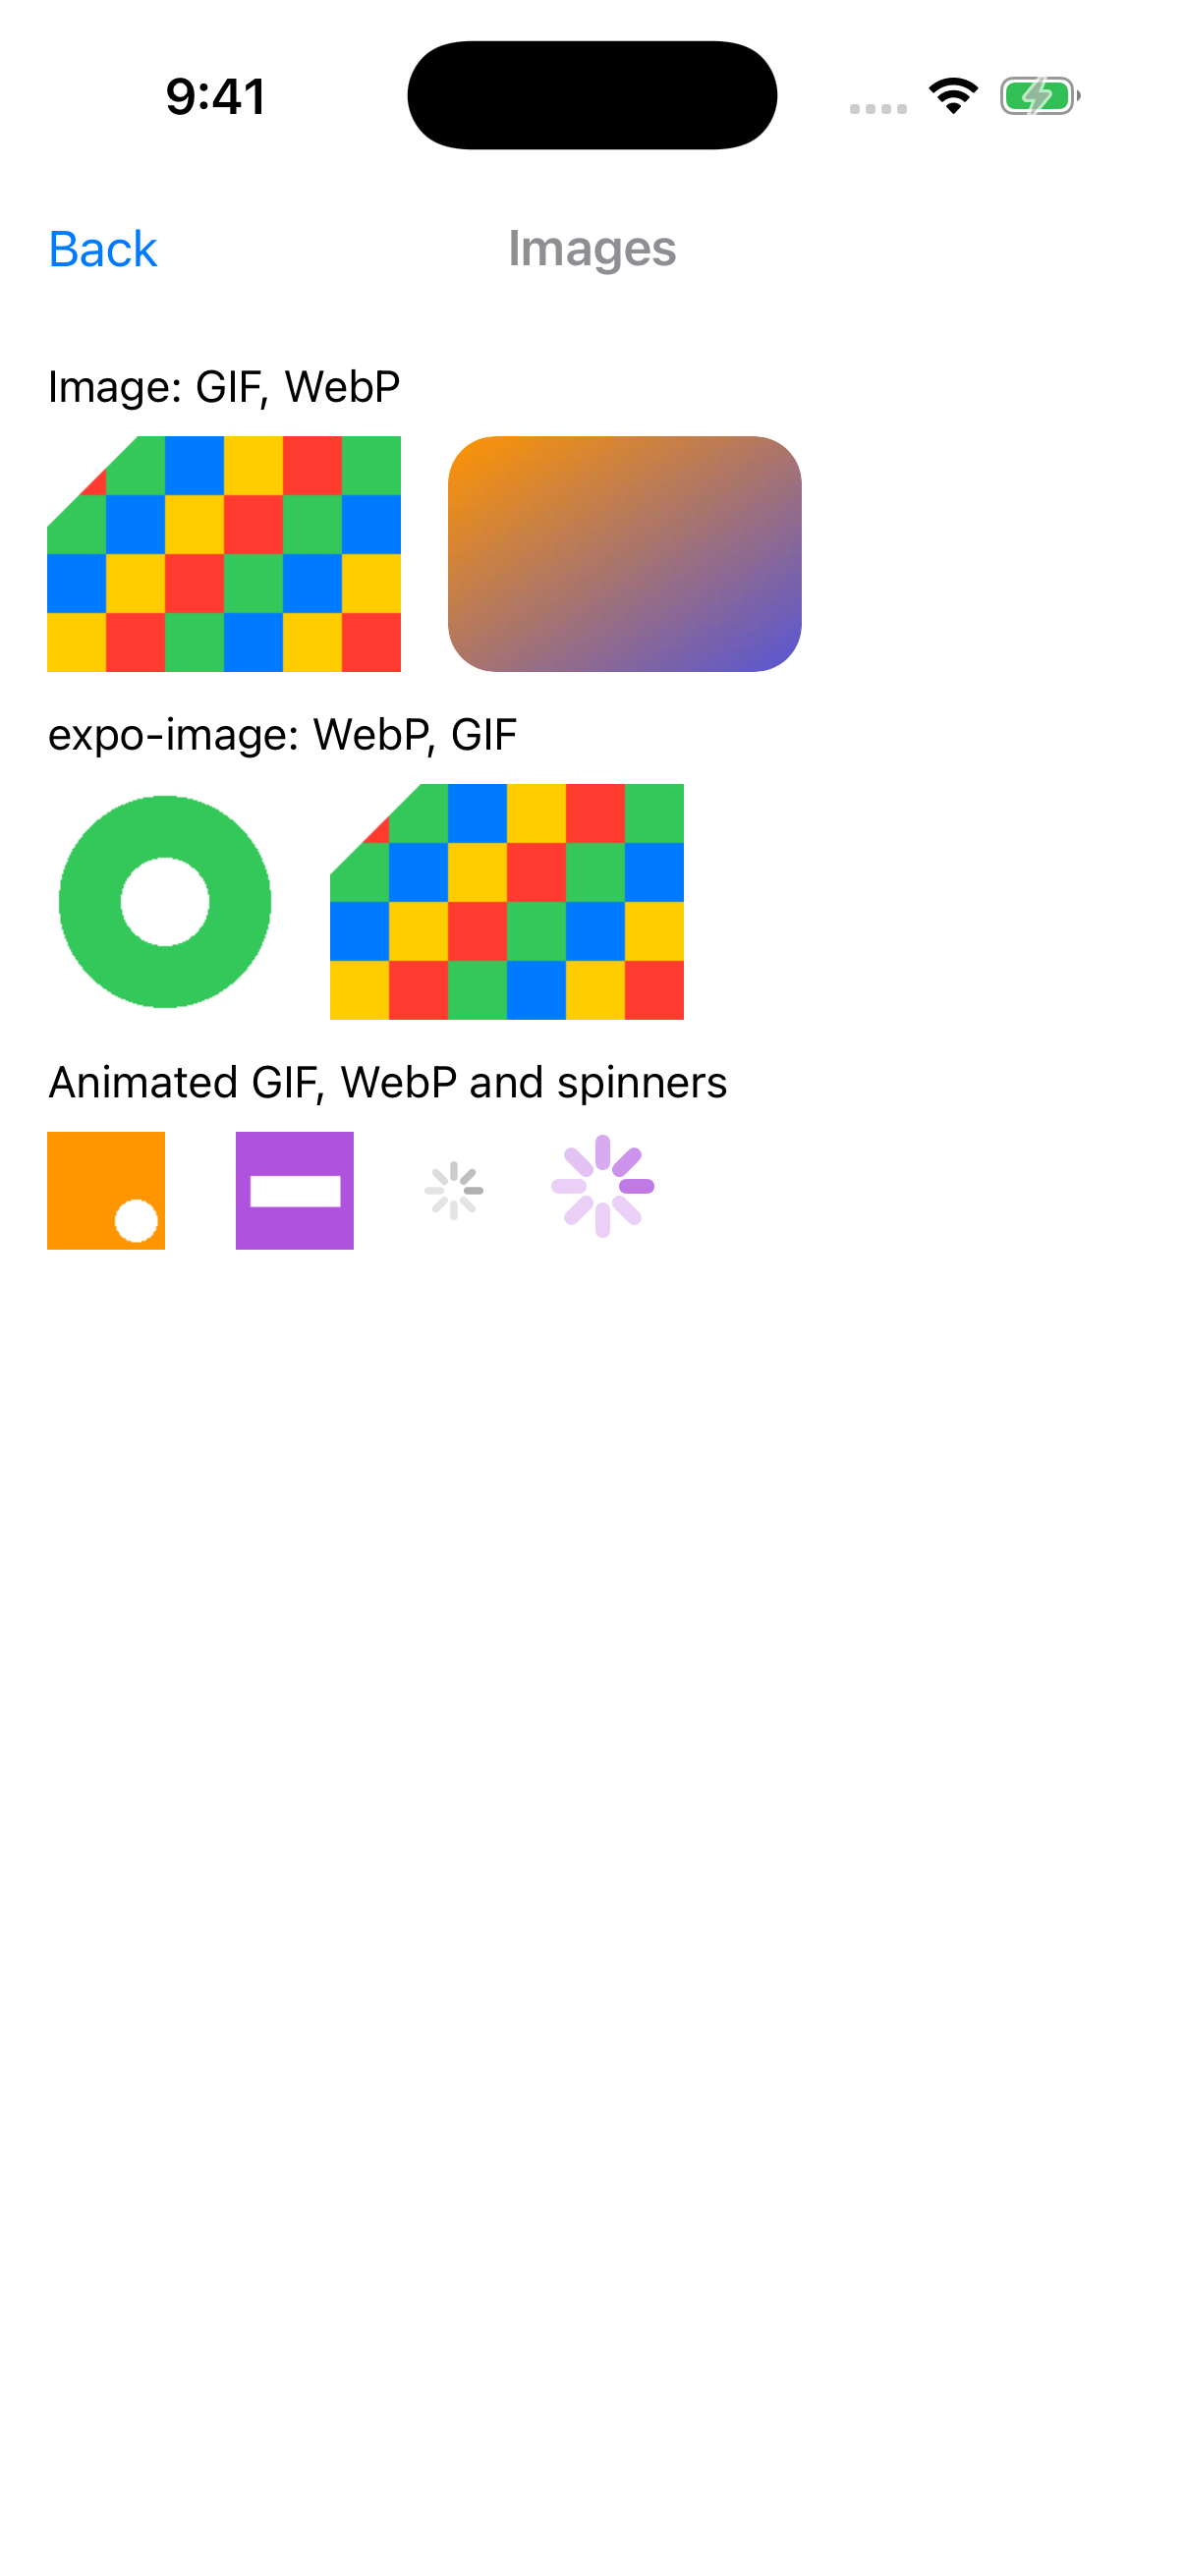 9:41
Back
Images
Image: GIF, WebP
expo-image: WebP, GIF
Animated GIF, WebP and spinners